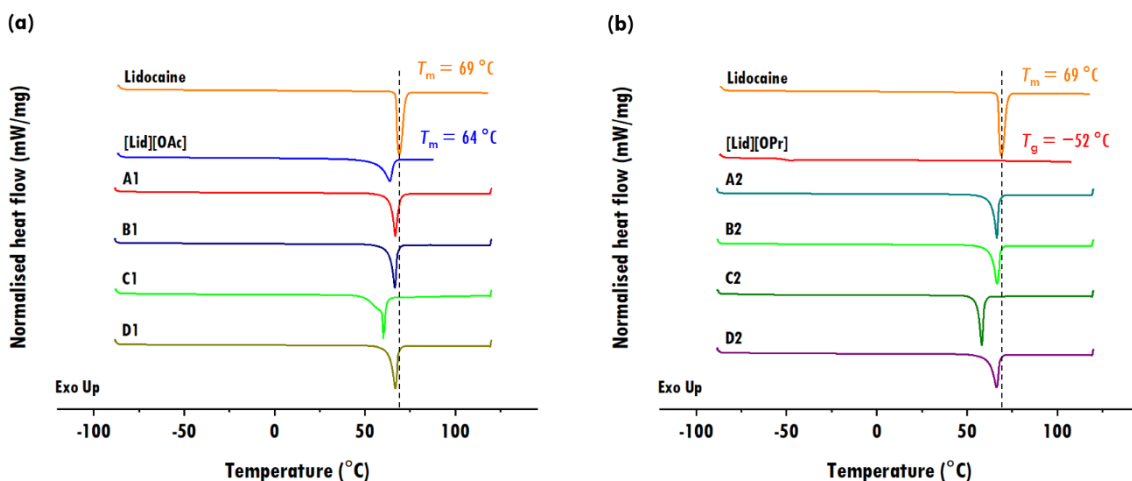 (a)
Normalised heat flow (mW/mg)
Lidocaine
Tm = 69 °C
[Lid][OAc]
Tm = 64 °C
A1
B1
C1
D1
Exo Up
-100 -50 0 50 100
Temperature (°C)
(b)
Normalised heat flow (mW/mg)
Lidocaine
Tm = 69 °C
[Lid][OPr]
Tg = −52 °C
A2
B2
C2
D2
Exo Up
-100 -50 0 50 100
Temperature (°C)